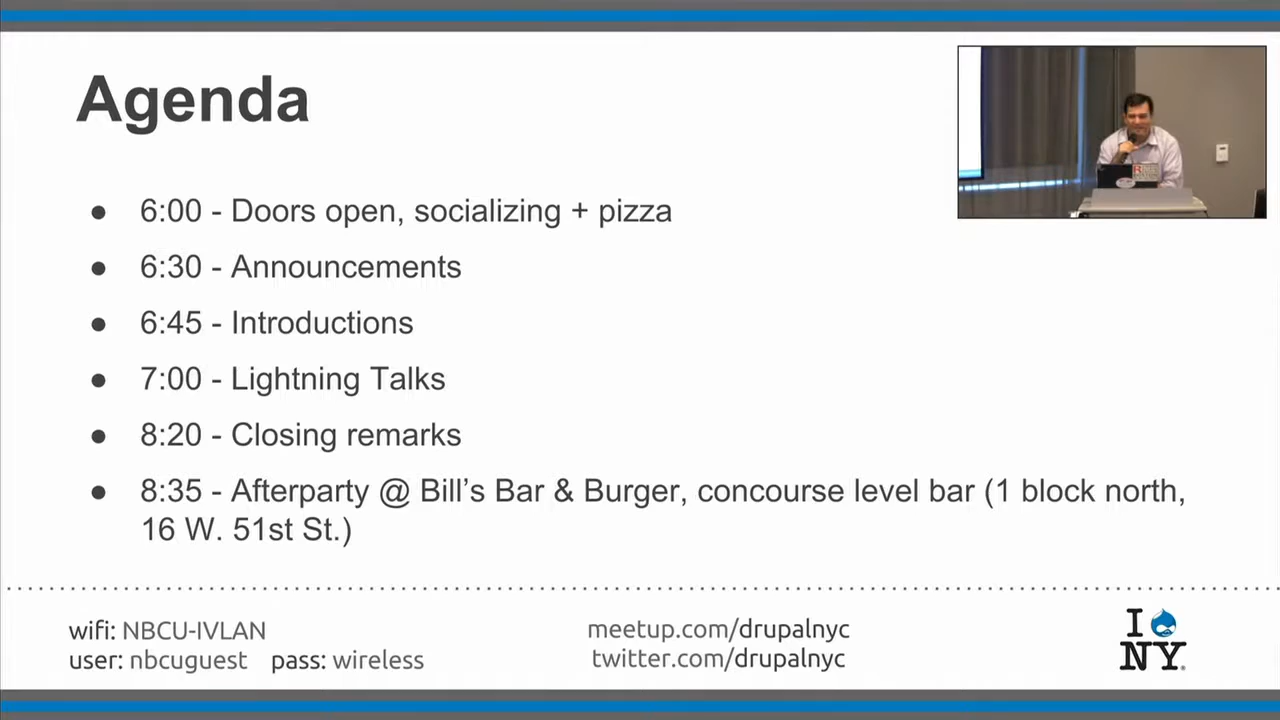 Agenda
● 6:00 - Doors open, socializing + pizza
● 6:30 - Announcements
● 6:45 - Introductions
● 7:00 - Lightning Talks
● 8:20 - Closing remarks
● 8:35 - Afterparty @ Bill’s Bar & Burger, concourse level bar (1 block north,
16 W. 51st St.)
wifi: NBCU-IVLAN
user: nbcuguest pass: wireless
meetup.com/drupalnyc
twitter.com/drupalnyc
I
NY